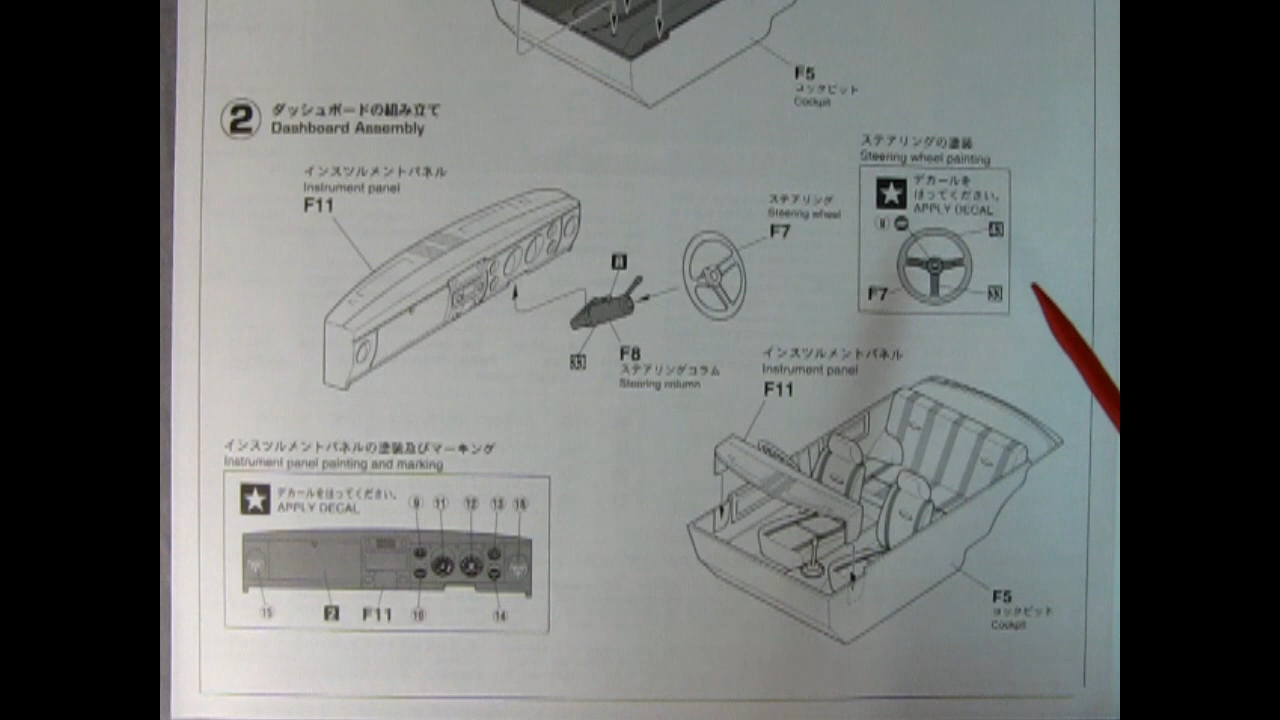 F5
コックピット
Cockpit
2
ダッシュボードの組み立て
Dashboard Assembly
インスツルメントパネル
Instrument panel
F11
ステアリング
Steering wheel
F7
8
F8
ステアリングコラム
Steering column
ステアリングの塗装
Steering wheel painting
デカールを
はってください。
APPLY DECAL
8
F7
33
インスツルメントパネル
Instrument panel
F11
インスツルメントパネルの塗装及びマーキング
Instrument panel painting and marking
デカールをはってください。
APPLY DECAL
9 11 12 13 16
15 2 F11 10 14
F5
コックピット
Cockpit